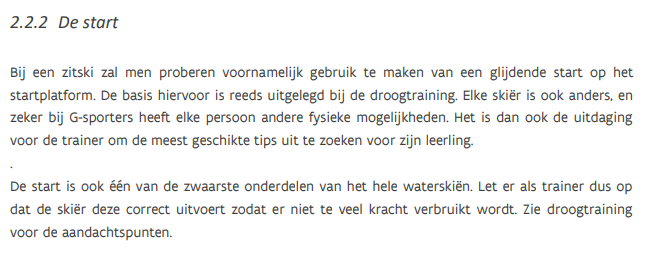 2.2.2 De start
Bij een zitski zal men proberen voornamelijk gebruik te maken van een glijdende start op het
startplatform. De basis hiervoor is reeds uitgelegd bij de droogtraining. Elke skiër is ook anders, en
zeker bij G-sporters heeft elke persoon andere fysieke mogelijkheden. Het is dan ook de uitdaging
voor de trainer om de meest geschikte tips uit te zoeken voor zijn leerling.
.
De start is ook één van de zwaarste onderdelen van het hele waterskiën. Let er als trainer dus op
dat de skiër deze correct uitvoert zodat er niet te veel kracht verbruikt wordt. Zie droogtraining
voor de aandachtspunten.